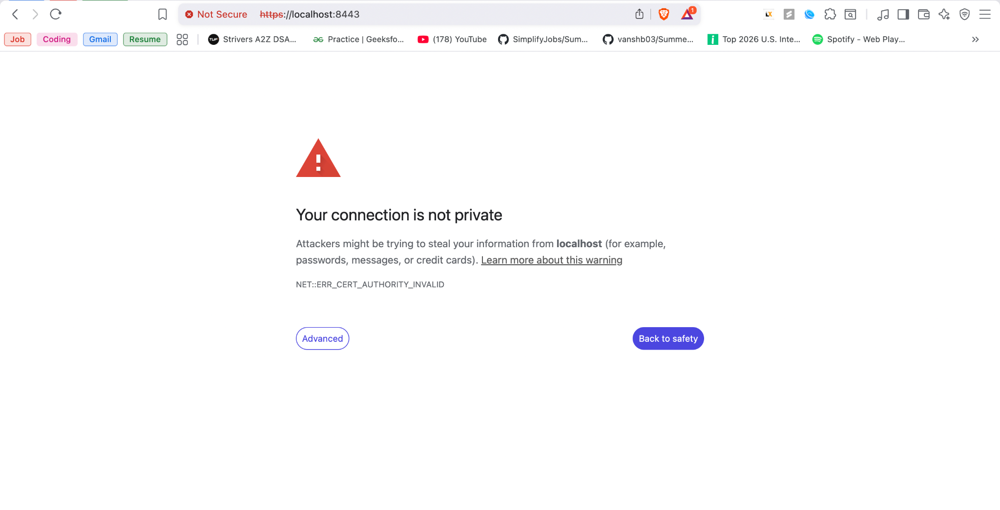 Not Secure https://localhost:8443 1
Job Coding Gmail Resume TUF Strivers A2Z DSA... Practice | Geeksfo... (178) YouTube SimplifyJobs/Sum... vanshb03/Summe... Top 2026 U.S. Inte... Spotify - Web Play...
Your connection is not private
Attackers might be trying to steal your information from localhost (for example,
passwords, messages, or credit cards). Learn more about this warning
NET::ERR_CERT_AUTHORITY_INVALID
Advanced Back to safety